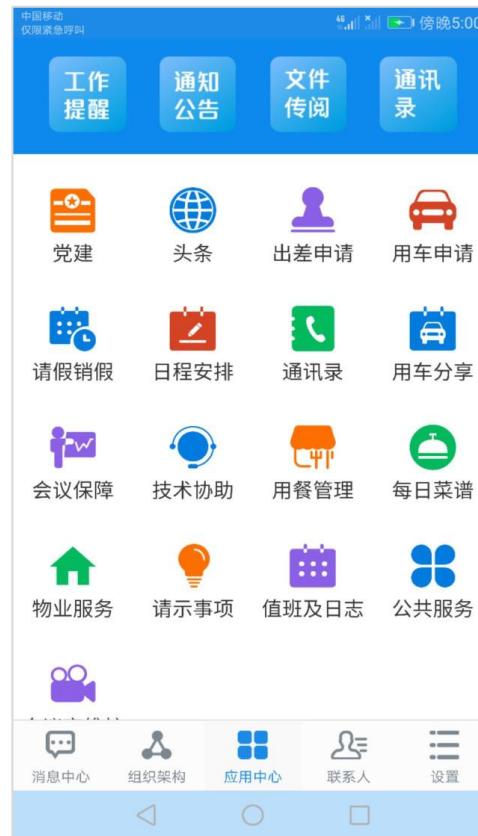 中国移动
仅限紧急呼叫
46 傍晚5:00
工作 通知 文件 通讯
提醒 公告 传阅 录
党建 头条 出差申请 用车申请
请假销假 日程安排 通讯录 用车分享
会议保障 技术协助 用餐管理 每日菜谱
物业服务 请示事项 值班及日志 公共服务
消息中心 组织架构 应用中心 联系人 设置